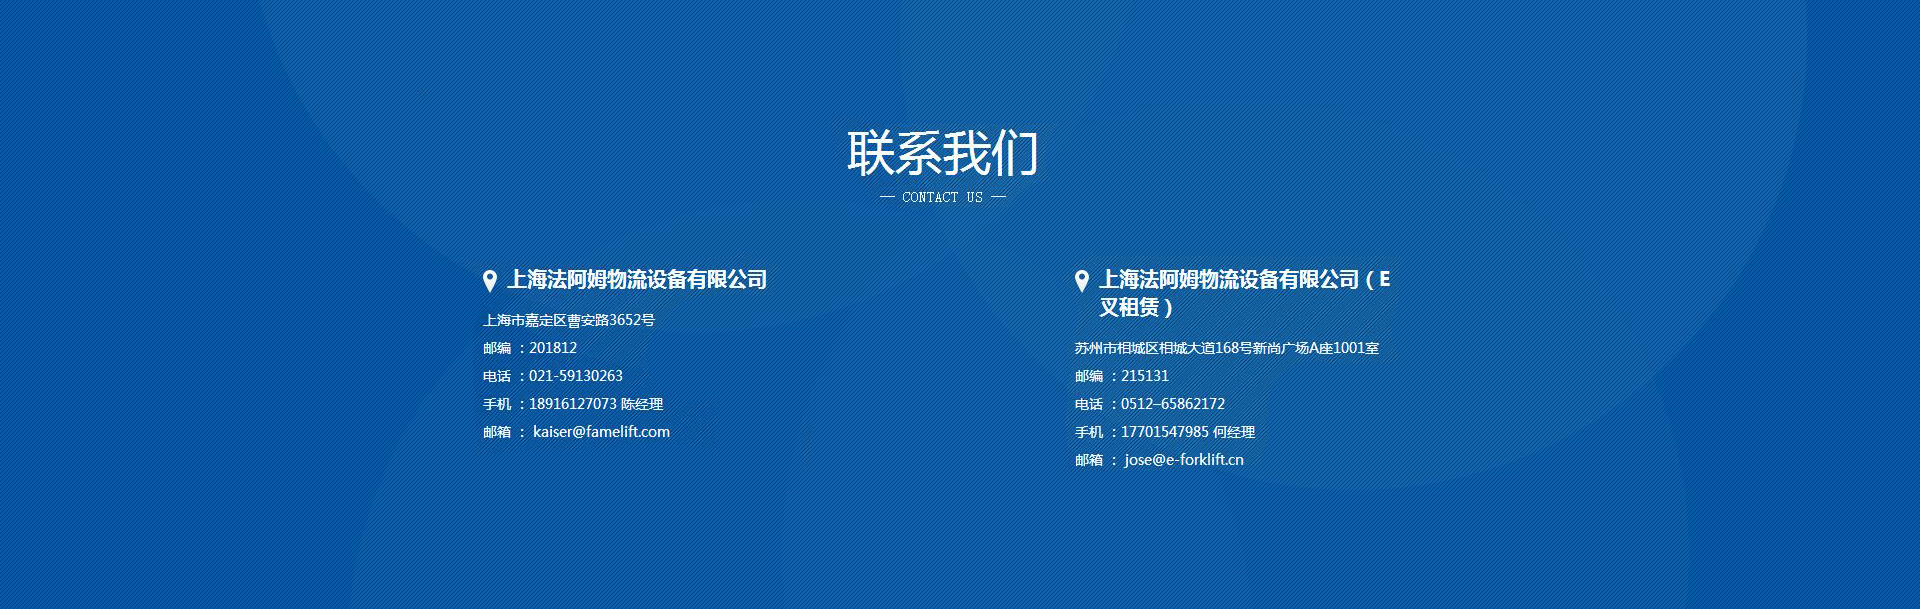 联系我们
— CONTACT US —
上海法阿姆物流设备有限公司
上海市嘉定区曹安路3652号
邮编 ：201812
电话 ：021-59130263
手机 ：18916127073 陈经理
邮箱 ： kaiser@famelift.com
上海法阿姆物流设备有限公司（E
叉租赁）
苏州市相城区相城大道168号新尚广场A座1001室
邮编 ：215131
电话 ：0512–65862172
手机 ：17701547985 何经理
邮箱 ： jose@e-forklift.cn